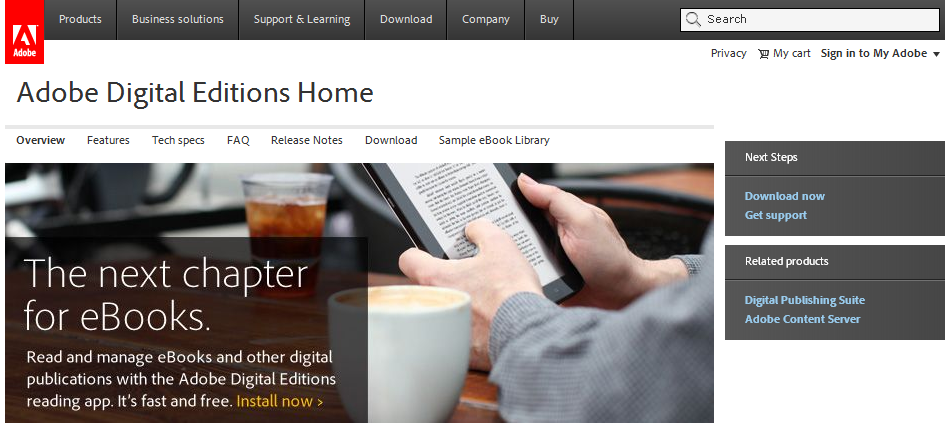 Products Business solutions Support & Learning Download Company Buy Search
Adobe
Privacy My cart Sign in to My Adobe
Adobe Digital Editions Home
Overview Features Tech specs FAQ Release Notes Download Sample eBook Library
The next chapter
for eBooks.
Read and manage eBooks and other digital
publications with the Adobe Digital Editions
reading app. It's fast and free. Install now ›
Next Steps
Download now
Get support
Related products
Digital Publishing Suite
Adobe Content Server